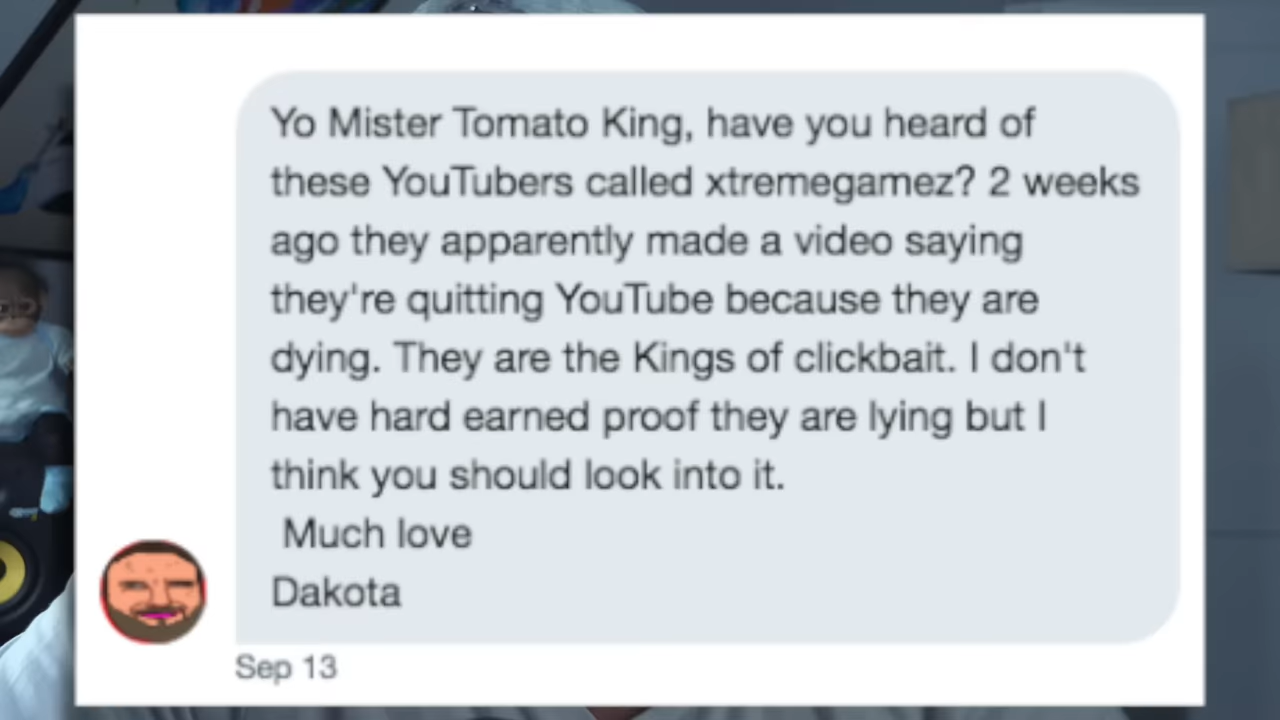 Yo Mister Tomato King, have you heard of
these YouTubers called xtremegamez? 2 weeks
ago they apparently made a video saying
they're quitting YouTube because they are
dying. They are the Kings of clickbait. I don't
have hard earned proof they are lying but I
think you should look into it.
Much love
Dakota
Sep 13